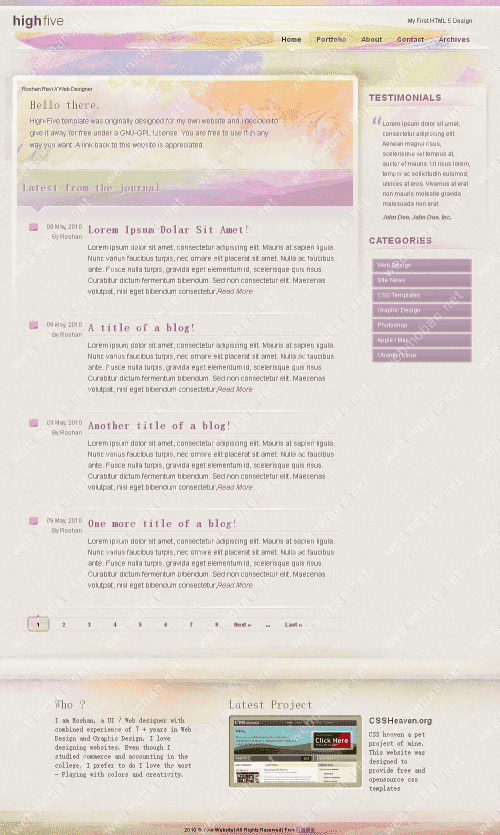 highfive
My First HTML 5 Design
Home Portfolio About Contact Archives
Roshan Ravi // Web Designer
Hello there,
High-Five template was originally designed for my own website and I decided to
give it away for free under a GNU-GPL License. You are free to use it in any
way you want. A link back to this website is appreciated.
Latest from the journal
09 May, 2010
By Roshan
Lorem Ipsum Dolar Sit Amet!
Lorem ipsum dolor sit amet, consectetur adipiscing elit. Mauris at sapien ligula.
Nunc varius faucibus turpis, nec ornare elit placerat sit amet. Nulla ac faucibus
ante. Fusce nulla turpis, gravida eget elementum id, scelerisque quis risus.
Curabitur dictum fermentum bibendum. Sed non consectetur elit. Maecenas
volutpat, nisl eget bibendum consectetur,Read More
09 May, 2010
By Roshan
A title of a blog!
Lorem ipsum dolor sit amet, consectetur adipiscing elit. Mauris at sapien ligula.
Nunc varius faucibus turpis, nec ornare elit placerat sit amet. Nulla ac faucibus
ante. Fusce nulla turpis, gravida eget elementum id, scelerisque quis risus.
Curabitur dictum fermentum bibendum. Sed non consectetur elit. Maecenas
volutpat, nisl eget bibendum consectetur,Read More
09 May, 2010
By Roshan
Another title of a blog!
Lorem ipsum dolor sit amet, consectetur adipiscing elit. Mauris at sapien ligula.
Nunc varius faucibus turpis, nec ornare elit placerat sit amet. Nulla ac faucibus
ante. Fusce nulla turpis, gravida eget elementum id, scelerisque quis risus.
Curabitur dictum fermentum bibendum. Sed non consectetur elit. Maecenas
volutpat, nisl eget bibendum consectetur,Read More
09 May, 2010
By Roshan
One more title of a blog!
Lorem ipsum dolor sit amet, consectetur adipiscing elit. Mauris at sapien ligula.
Nunc varius faucibus turpis, nec ornare elit placerat sit amet. Nulla ac faucibus
ante. Fusce nulla turpis, gravida eget elementum id, scelerisque quis risus.
Curabitur dictum fermentum bibendum. Sed non consectetur elit. Maecenas
volutpat, nisl eget bibendum consectetur,Read More
1 2 3 4 5 6 7 8 Next » ... Last »
TESTIMONIALS
Lorem ipsum dolor sit amet,
consectetur adipiscing elit.
Aenean magna risus,
scelerisque vel tempus at,
auctor et mauris. Ut risus lorem,
tempor ac sollicitudin euismod,
ultrices at eros. Vivamus at erat
non mauris molestie gravida
malesuada non erat.
John Doe, John Doe, Inc.
CATEGORIES
Web Design
Site News
CSS Templates
Graphic Design
Photoshop
Apple / Mac
Ubuntu / Linux
Who ?
I am Roshan, a UI / Web designer with
combined experience of 7 + years in Web
Design and Graphic Design. I love
designing websites. Even though I
studied commerce and accounting in the
college, I prefer to do I love the most
- Playing with colors and creativity.
Latest Project
Click Here
CSSHeaven.org
CSS heaven a pet
project of mine.
This website was
designed to
provide free and
opensource css
templates
2010 © Your Website| All Rights Reserved| Free